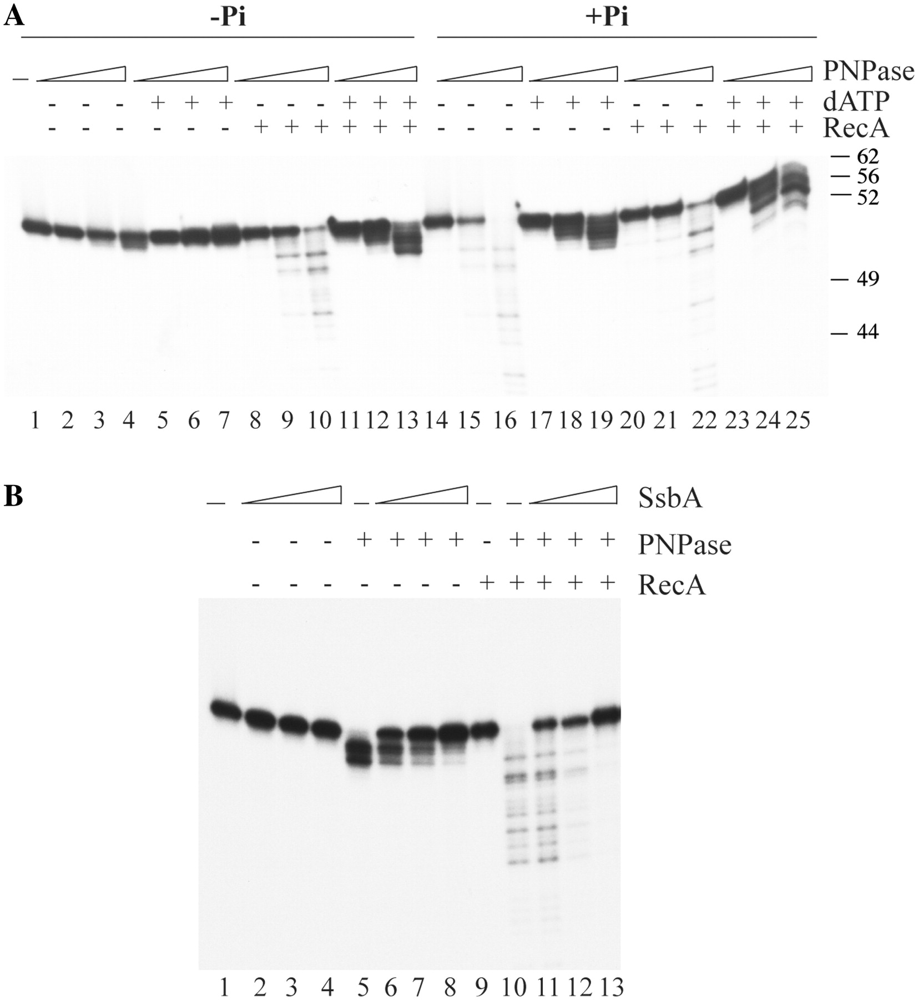 A
-Pi +Pi
— PNPase
- - - + + + - - - + + + - - - + + + - - - + + + dATP
- - - - - - + + + + + + - - - - - - + + + + + + RecA
— 62
— 56
— 52
— 49
— 44
1 2 3 4 5 6 7 8 9 10 11 12 13 14 15 16 17 18 19 20 21 22 23 24 25
B
— — — — SsbA
- - - + + + + - + + + + PNPase
- - - - - - - + + + + + RecA
1 2 3 4 5 6 7 8 9 10 11 12 13